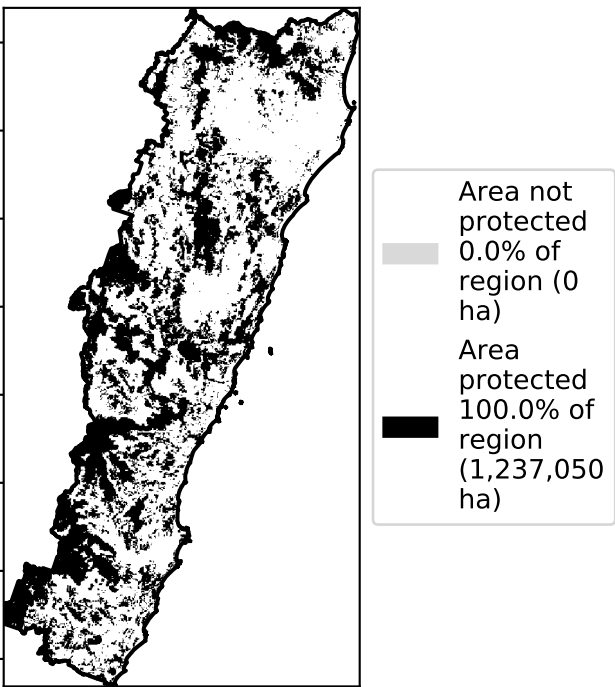 Area not
protected
0.0% of
region (0
ha)
Area
protected
100.0% of
region
(1,237,050
ha)